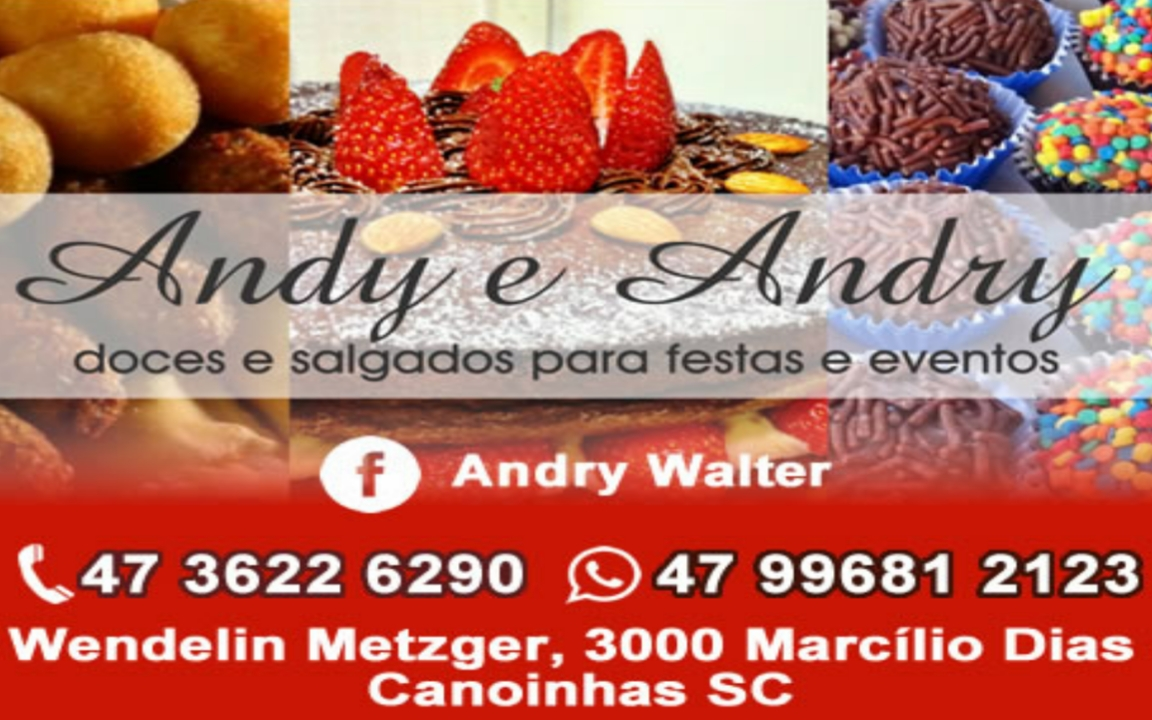 Andy e Andry
doces e salgados para festas e eventos
f Andry Walter
47 3622 6290 47 99681 2123
Wendelin Metzger, 3000 Marcílio Dias
Canoinhas SC